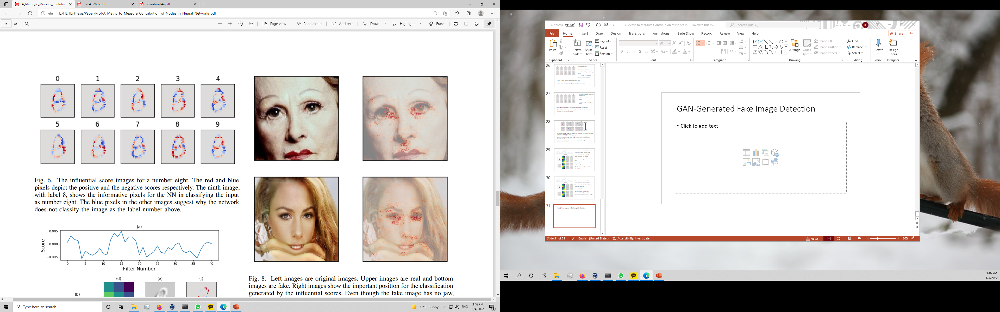 A_Metric_to_Measure_Contribut
1704.02685.pdf
srivastava14a.pdf
File E:/HEHE/Thesis/Paper/Prof/A_Metric_to_Measure_Contribution_of_Nodes_in_Neural_Networks.pdf
6 of 8
Page view
Read aloud
Add text
Draw
Highlight
Erase
0 1 2 3 4
5 6 7 8 9
Fig. 6. The influential score images for a number eight. The red and blue
pixels depict the positive and the negative scores respectively. The ninth image,
with label 8, shows the informative pixels for the NN in classifying the input
as number eight. The blue pixels in the other images suggest why the network
does not classify the image as the label number above.
(a)
Score
0.005
0.000
−0.005
0 5 10 15 20 25 30 35 40
Filter Number
(d) (e) (f)
(b)
Fig. 8. Left images are original images. Upper images are real and bottom
images are fake. Right images show the important position for the classification
generated by the influential scores. Even though the fake image has no jaw,
Type here to search
32°F Sunny
ENG
3:46 PM
1/4/2022
AutoSave Off
A Metric to Measure Contribution of Nodes in - Saved to this PC
Search (Alt+Q)
TH
File Home Insert Draw Design Transitions Animations Slide Show Record Review View Help
Share
Paste
Clipboard
New Slide
Reuse Slides
Layout
Reset
Section
Slides
28
Font
Paragraph
Arrange
Quick Styles
Shape Fill
Shape Outline
Shape Effects
Drawing
Find
Replace
Select
Editing
Dictate
Voice
Design Ideas
Designer
26
27
28
29
30
31
GAN-Generated Fake Image Detection
GAN-Generated Fake Image Detection
• Click to add text
Slide 31 of 31
English (United States)
Accessibility: Investigate
Notes
60%
3:46 PM
1/4/2022